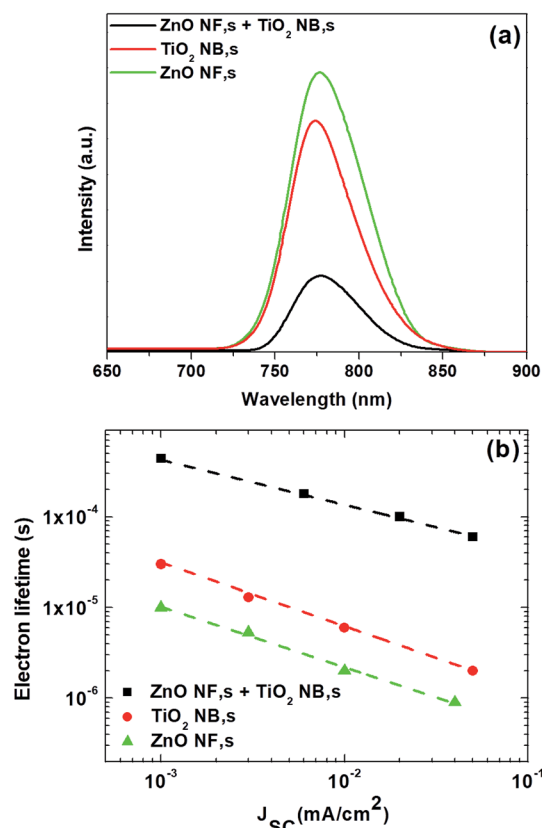 ZnO NF,s + TiO₂ NB,s
(a)
TiO₂ NB,s
ZnO NF,s
Intensity (a.u.)
650 700 750 800 850 900
Wavelength (nm)
(b)
Electron lifetime (s)
1x10⁻⁴
1x10⁻⁵
10⁻⁶
ZnO NF,s + TiO₂ NB,s
TiO₂ NB,s
ZnO NF,s
10⁻³ 10⁻² 10⁻¹
J_SC(mA/cm²)